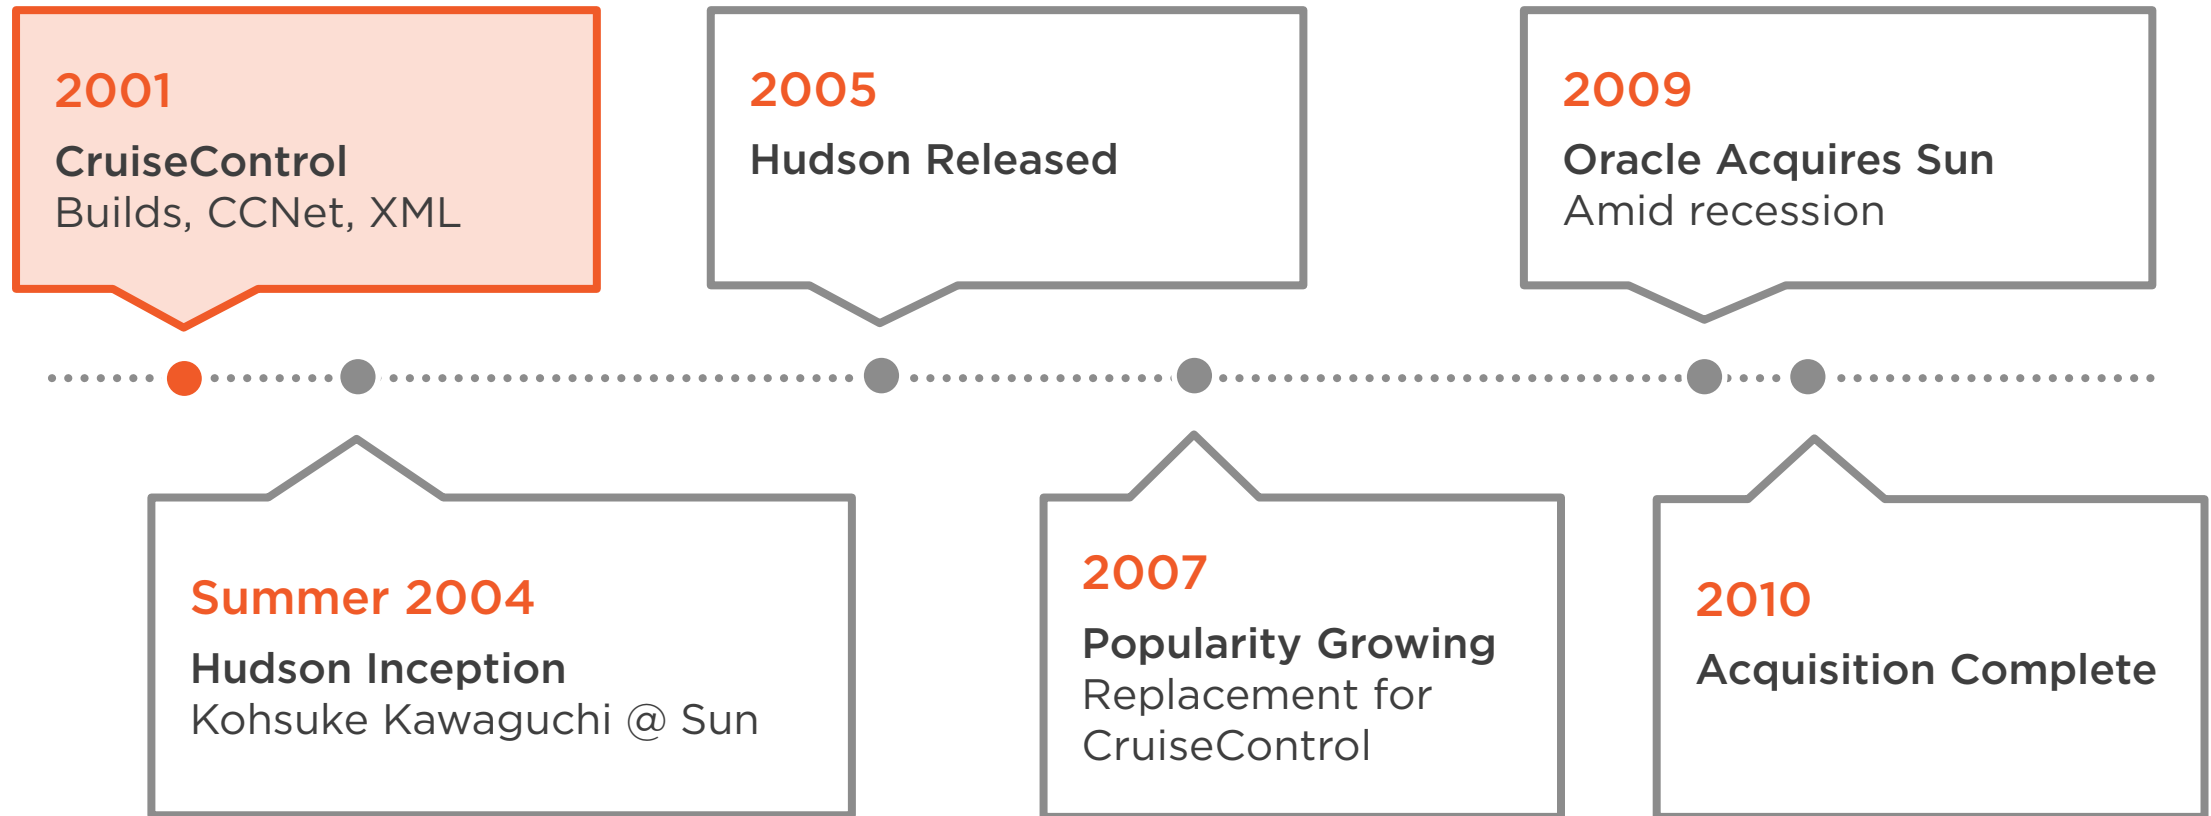 2001
CruiseControl
Builds, CCNet, XML
2005
Hudson Released
2009
Oracle Acquires Sun
Amid recession
Summer 2004
Hudson Inception
Kohsuke Kawaguchi @ Sun
2007
Popularity Growing
Replacement for
CruiseControl
2010
Acquisition Complete